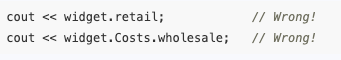 cout << widget.retail;            // Wrong!
cout << widget.Costs.wholesale;   // Wrong!